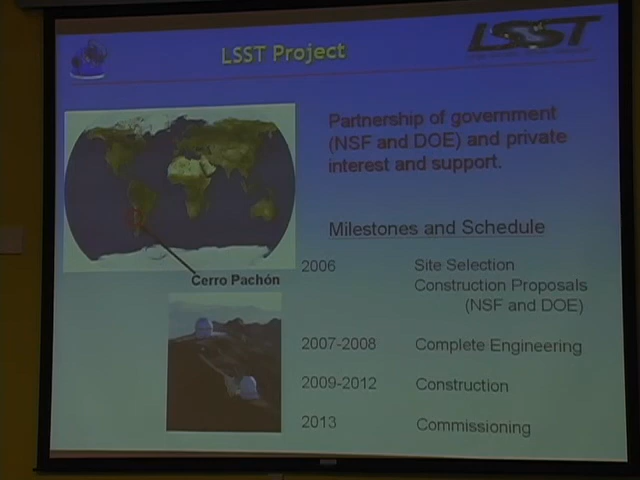 LSST Project
LSST
Partnership of government
(NSF and DOE) and private
interest and support.
Milestones and Schedule
Cerro Pachón
2006 Site Selection
Construction Proposals
(NSF and DOE)
2007-2008 Complete Engineering
2009-2012 Construction
2013 Commissioning